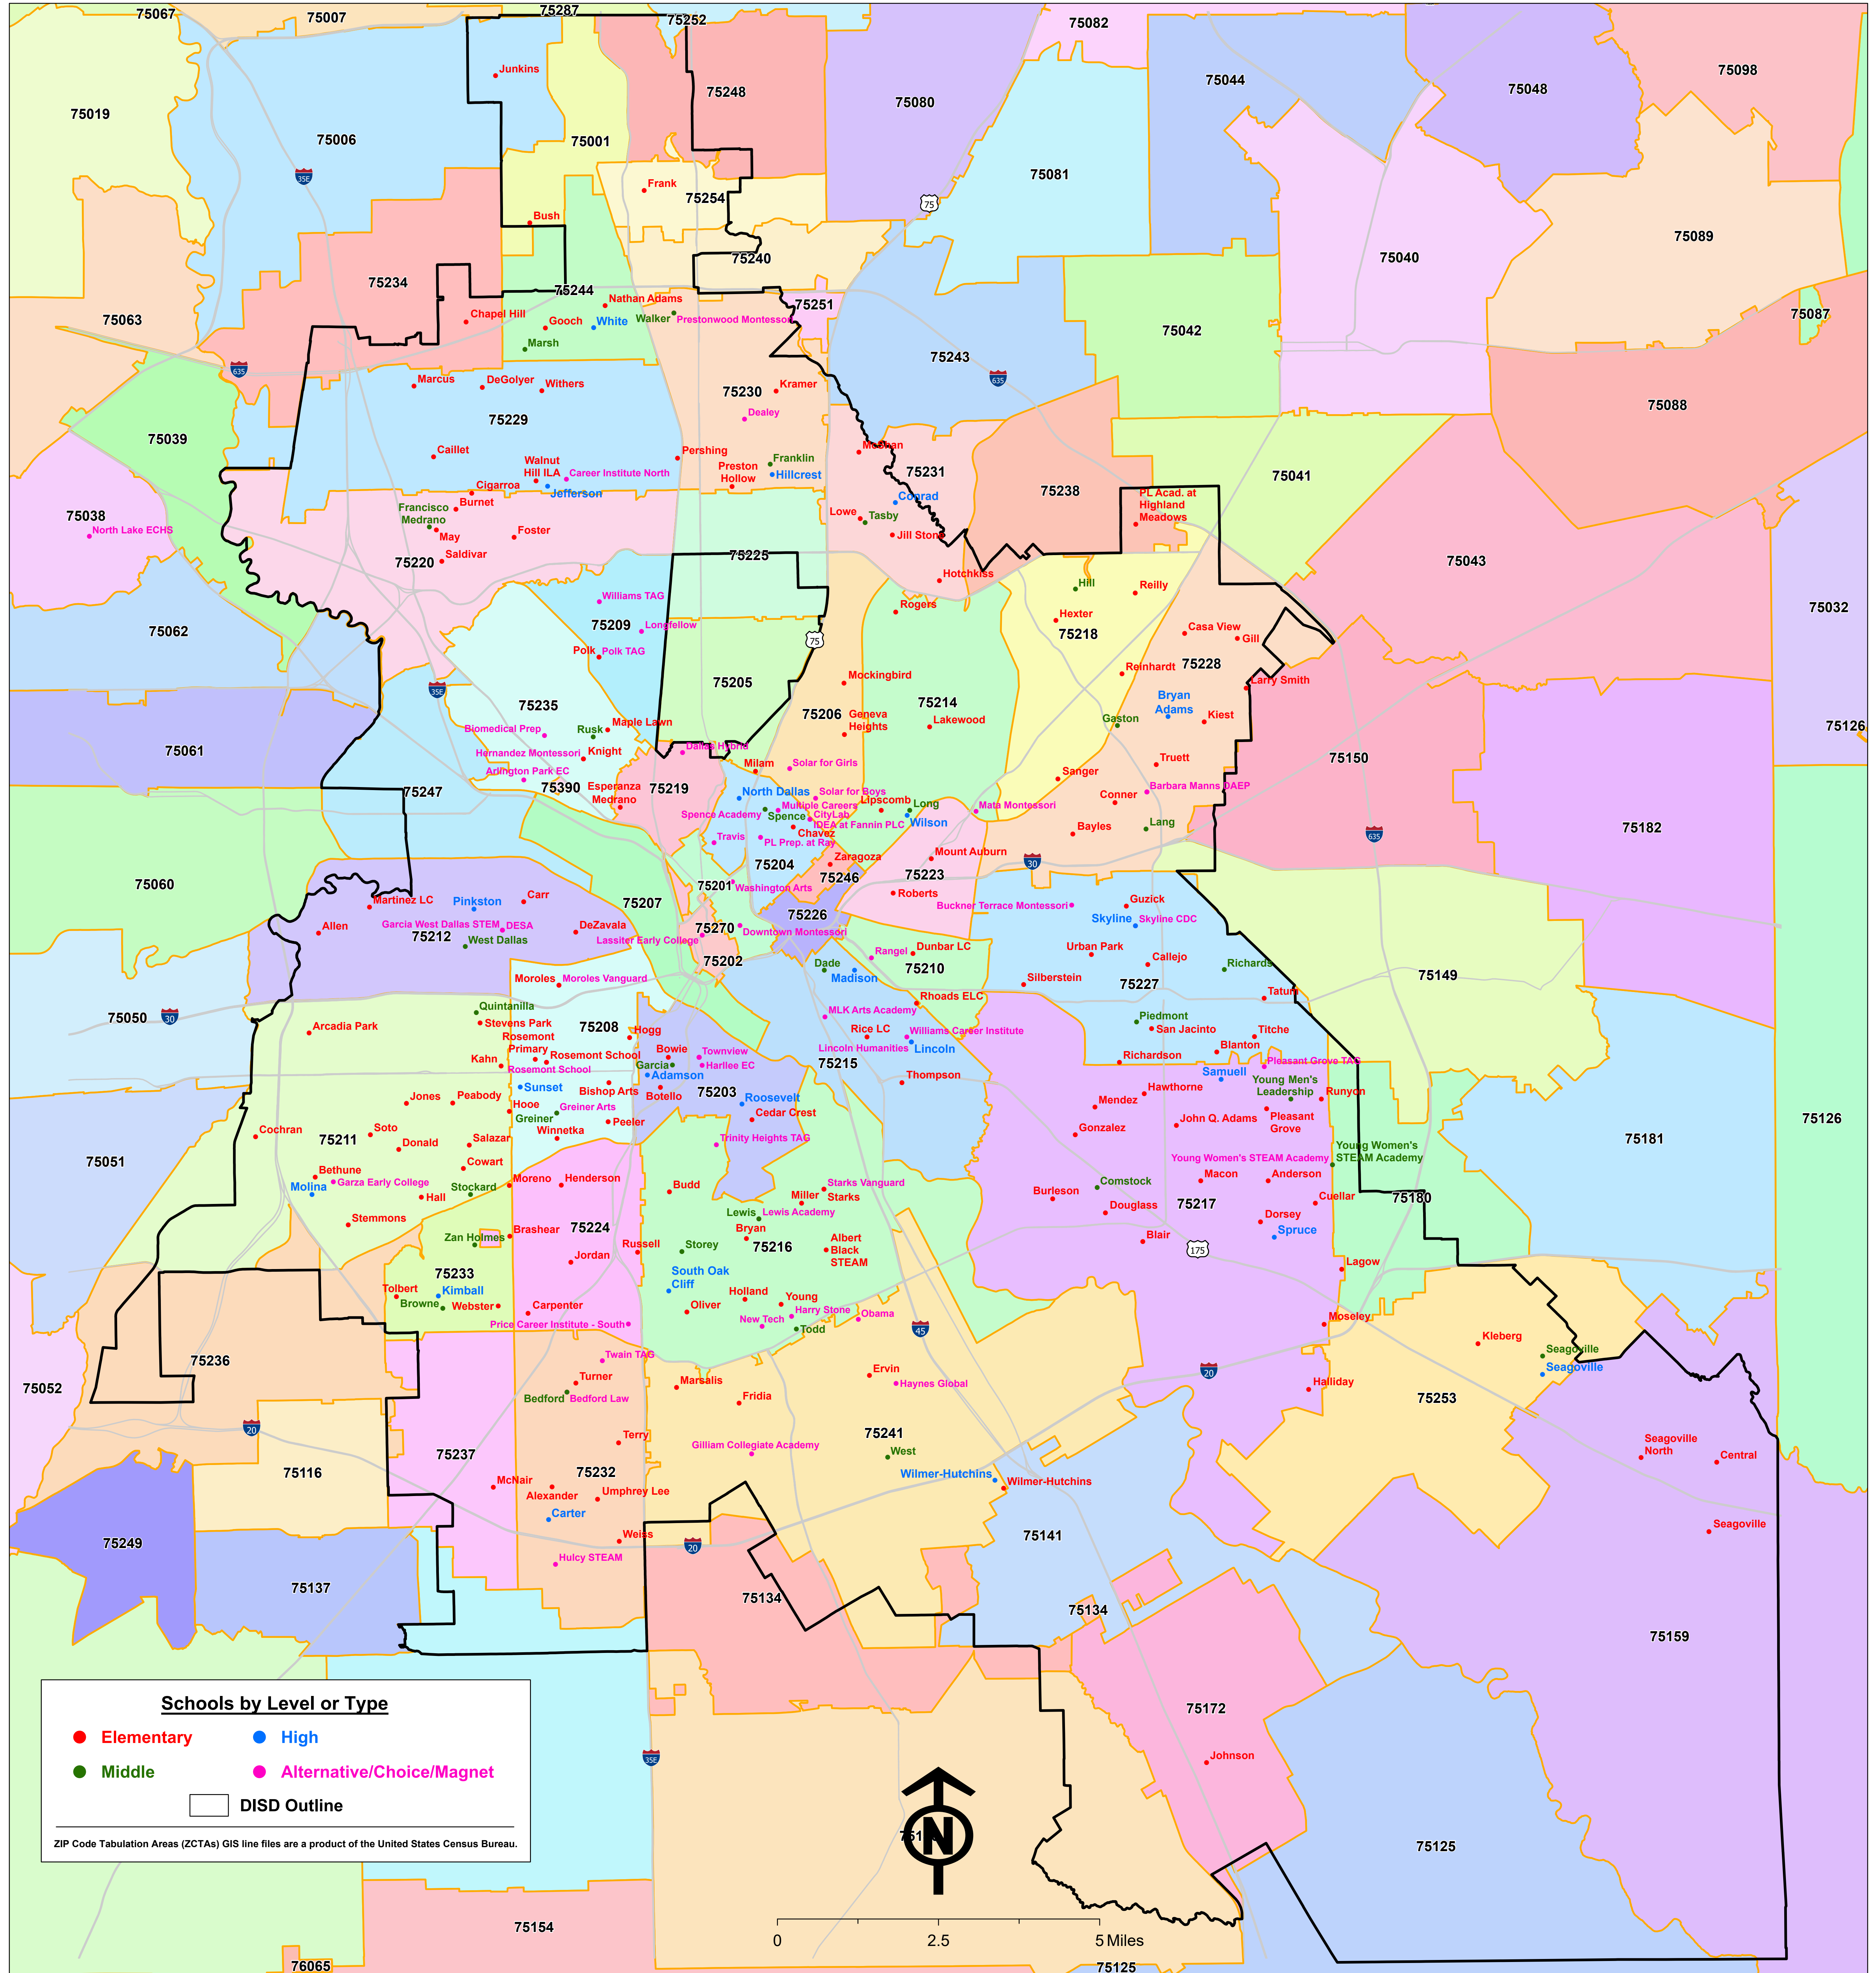 75067
75007
75287
75252
75082
75019
75006
Junkins
75001
75248
75080
75044
75048
75098
35E
75081
Frank
75254
75
Bush
75234
75240
75040
75089
75063
75244
Nathan Adams
75251
Chapel Hill
Gooch
White
Walker
Prestonwood Montessori
75042
75087
Marsh
75243
635
635
Marcus
DeGolyer
Withers
75230
Kramer
75088
Dealey
75229
75039
Caillet
Walnut
Hill ILA
Career Institute North
Pershing
Preston
Hollow
Franklin
Hillcrest
McShan
75231
75041
75238
Cigarroa
Jefferson
Burnet
Conrad
PL Acad. at
Highland
Meadows
75038
North Lake ECHS
Francisco
Medrano
May
Foster
Lowe
Tasby
Jill Stone
Saldivar
75220
75225
75043
Hotchkiss
Hill
Reilly
Williams TAG
Rogers
75209
Longfellow
Hexter
75218
75032
75062
Casa View
Gill
75
Polk
Polk TAG
75228
Reinhardt
35E
75205
Mockingbird
Larry Smith
75235
75206
75214
Bryan
Adams
Geneva
Heights
Lakewood
Gaston
Kiest
75126
Biomedical Prep
Rusk
Maple Lawn
75061
Hernandez Montessori
Knight
Dallas Hybrid
75150
Arlington Park EC
Milam
Solar for Girls
Truett
Sanger
75247
75390
Esperanza
Medrano
75219
North Dallas
Solar for Boys
Barbara Manns DAEP
Multiple Careers
Lipscomb
Long
Mata Montessori
Conner
Spence Academy
Spence
CityLab
IDEA at Fannin PLC
Wilson
Chavez
Bayles
Lang
75182
635
Travis
PL Prep. at Ray
75204
Zaragoza
Mount Auburn
30
75060
75246
75223
75201
Washington Arts
Roberts
Martinez LC
Pinkston
Carr
75207
75226
Buckner Terrace Montessori
Guzick
Allen
Garcia West Dallas STEM
DESA
75212
West Dallas
DeZavala
Lassiter Early College
75270
Downtown Montessori
Skyline
Skyline CDC
75202
Rangel
Dunbar LC
Urban Park
Callejo
Richards
Dade
Madison
75210
75149
Moroles
Moroles Vanguard
Silberstein
75227
Tatum
75050
30
Quintanilla
Rhoads ELC
Arcadia Park
Stevens Park
MLK Arts Academy
Piedmont
San Jacinto
75208
Hogg
Rice LC
Williams Career Institute
Titche
Rosemont
Primary
Rosemont School
Bowie
Townview
Lincoln Humanities
Lincoln
Blanton
Kahn
Rosemont School
Garcia
Harllee EC
75215
Richardson
Pleasant Grove TAG
Sunset
Adamson
Thompson
Samuell
Young Men's
Leadership
Bishop Arts
Botello
75203
Roosevelt
Hawthorne
Runyon
Jones
Peabody
Hooe
Greiner Arts
Greiner
Cedar Crest
Mendez
John Q. Adams
Pleasant
Grove
75126
Cochran
Soto
Winnetka
Peeler
Gonzalez
75211
Donald
Salazar
Trinity Heights TAG
75181
Young Women's
STEAM Academy
Young Women's STEAM Academy
75051
Bethune
Cowart
Garza Early College
Molina
Moreno
Henderson
Budd
Starks Vanguard
Macon
Anderson
Stockard
Hall
Miller
Starks
Burleson
Comstock
75217
Cuellar
75180
Stemmons
75224
Lewis
Lewis Academy
Douglass
Dorsey
Brashear
Bryan
Spruce
Zan Holmes
Russell
Storey
75216
Albert
Black
STEAM
Blair
175
Jordan
Lagow
75233
South Oak
Cliff
Tolbert
Kimball
Browne
Webster
Carpenter
Holland
Young
Oliver
Harry Stone
Obama
Price Career Institute - South
New Tech
Todd
45
Moseley
Kleberg
Seagoville
Seagoville
75236
Twain TAG
Turner
Ervin
20
75052
Marsalis
Haynes Global
Halliday
Bedford
Bedford Law
Fridia
75253
20
75241
Terry
Gilliam Collegiate Academy
West
Seagoville
North
Central
75237
75116
75232
McNair
Alexander
Umphrey Lee
Wilmer-Hutchins
Wilmer-Hutchins
Carter
Seagoville
75249
Weiss
20
75141
Hulcy STEAM
75137
75134
75134
75159
Schools by Level or Type
Elementary
High
Middle
Alternative/Choice/Magnet
DISD Outline
ZIP Code Tabulation Areas (ZCTAs) GIS line files are a product of the United States Census Bureau.
75172
35E
Johnson
N
75125
75154
0
2.5
5 Miles
76065
75125